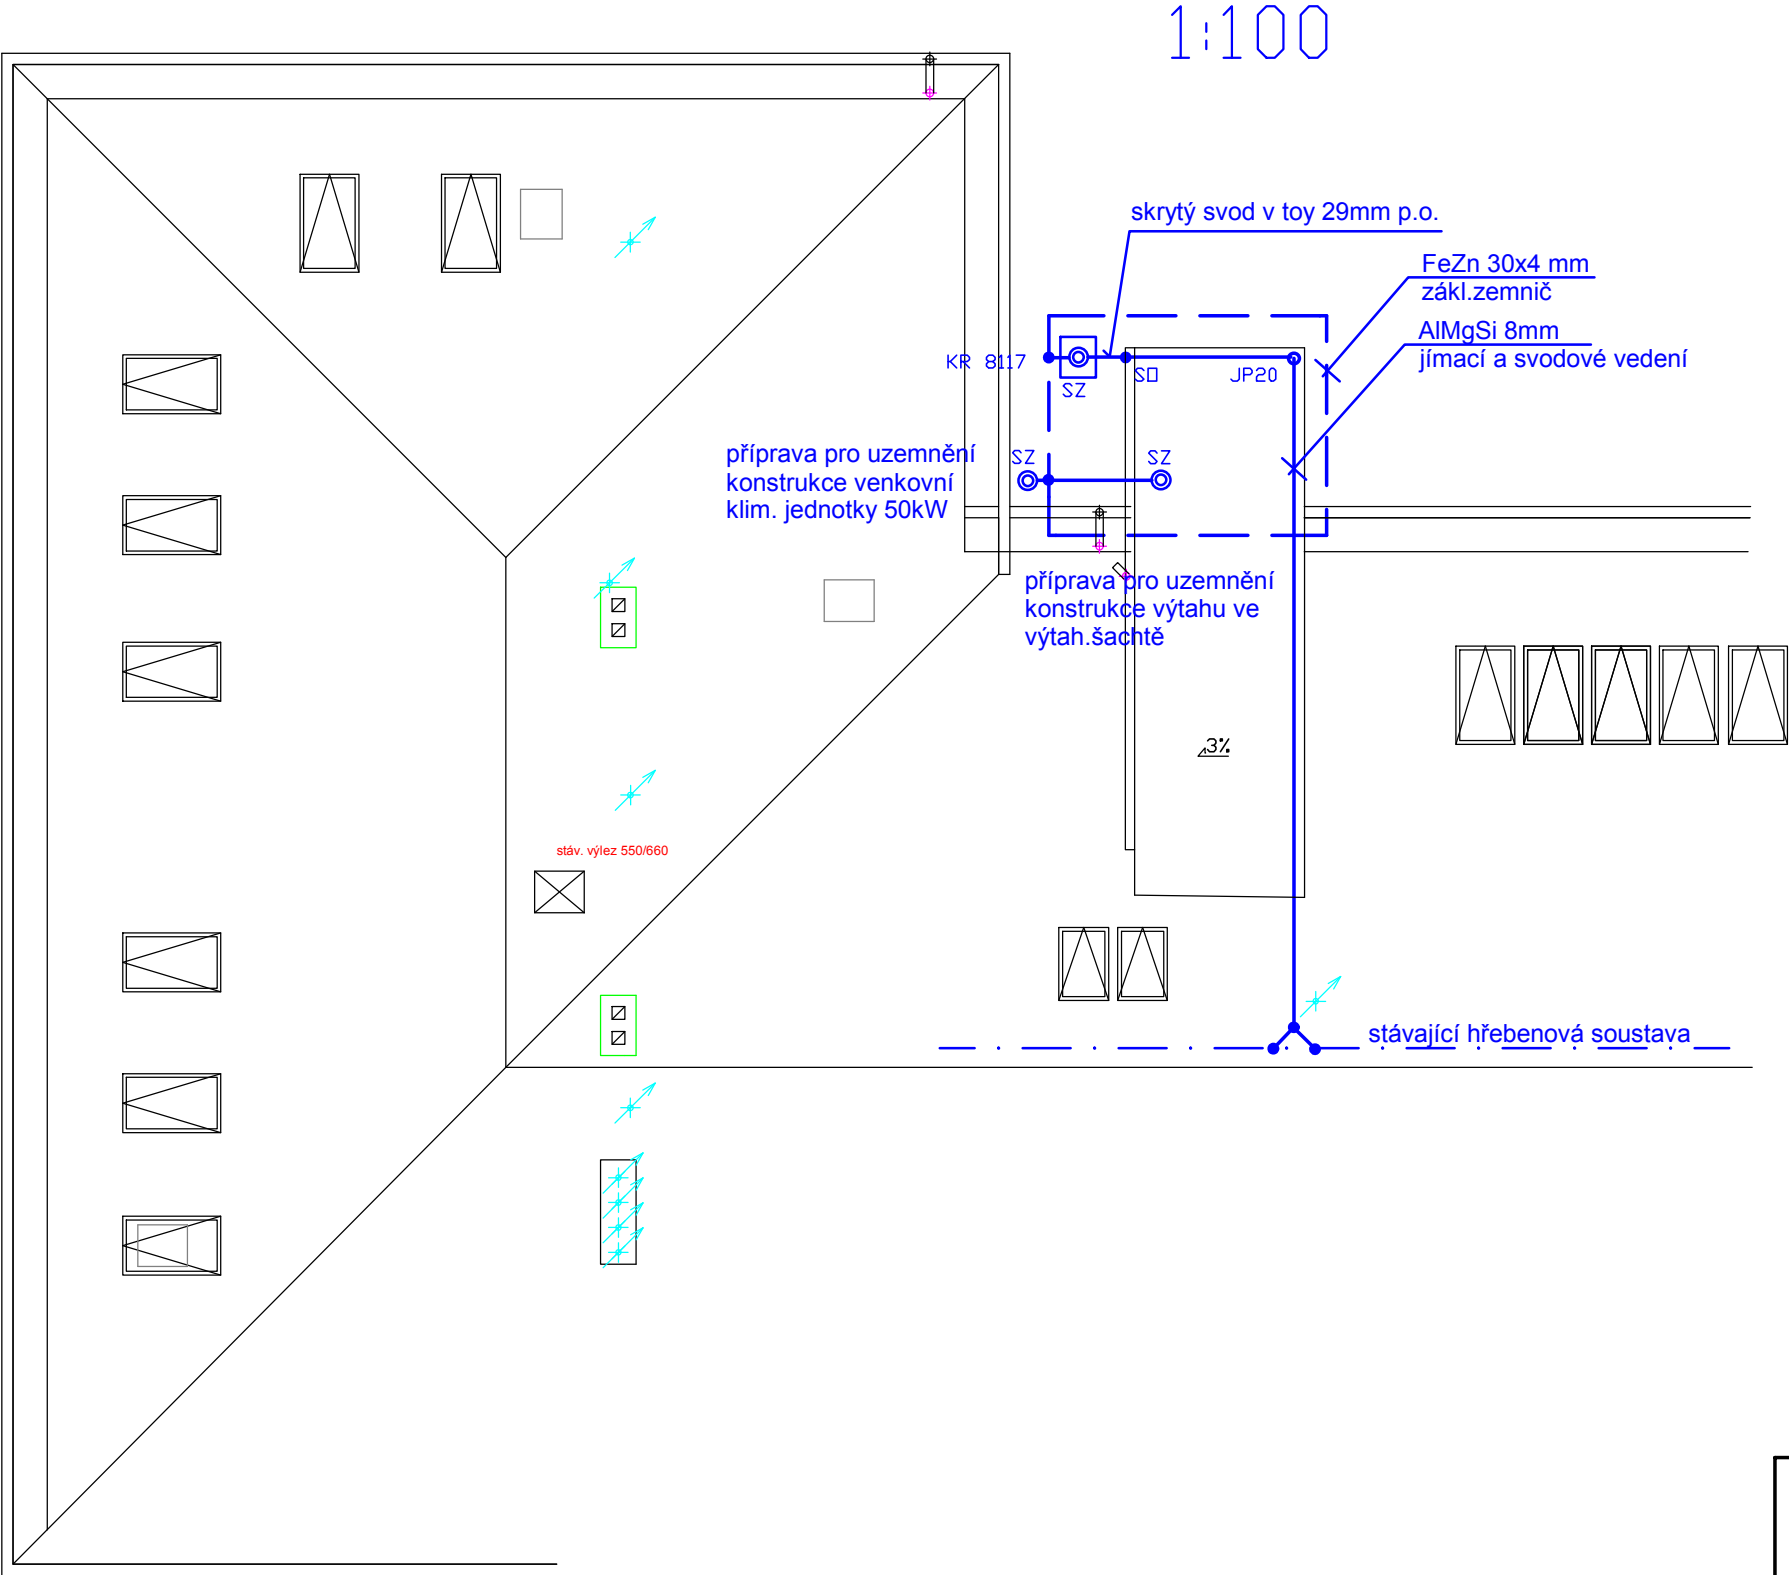 1:100
skrytý svod v toy 29mm p.o.
FeZn 30x4 mm
zákl.zemnič
AlMgSi 8mm
jímací a svodové vedení
KR 8117
SZ
SO
JP20
příprava pro uzemnění
konstrukce venkovní
klim. jednotky 50kW
SZ
SZ
příprava pro uzemnění
konstrukce výtahu ve
výtah.šachtě
3%
stáv. výlez 550/660
stávající hřebenová soustava